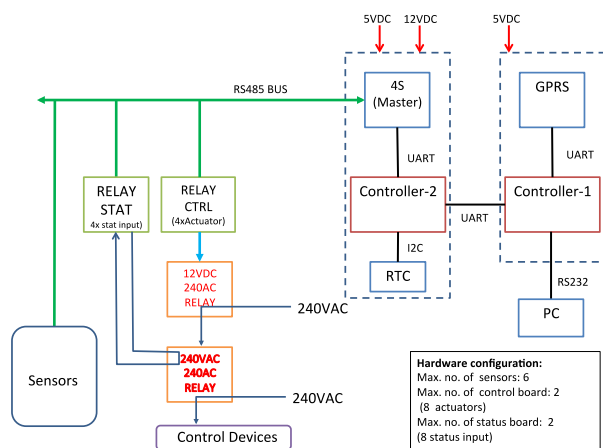 5VDC
12VDC
5VDC
RS485 BUS
4S
(Master)
GPRS
UART
UART
RELAY
STAT
4x stat input)
RELAY
CTRL
(4xActuator)
Controller-2
UART
Controller-1
I2C
RTC
RS232
PC
12VDC
240AC
RELAY
240VAC
240VAC
240AC
RELAY
240VAC
Sensors
Control Devices
Hardware configuration:
Max. no. of sensors: 6
Max. no. of control board: 2
(8 actuators)
Max. no. of status board: 2
(8 status input)